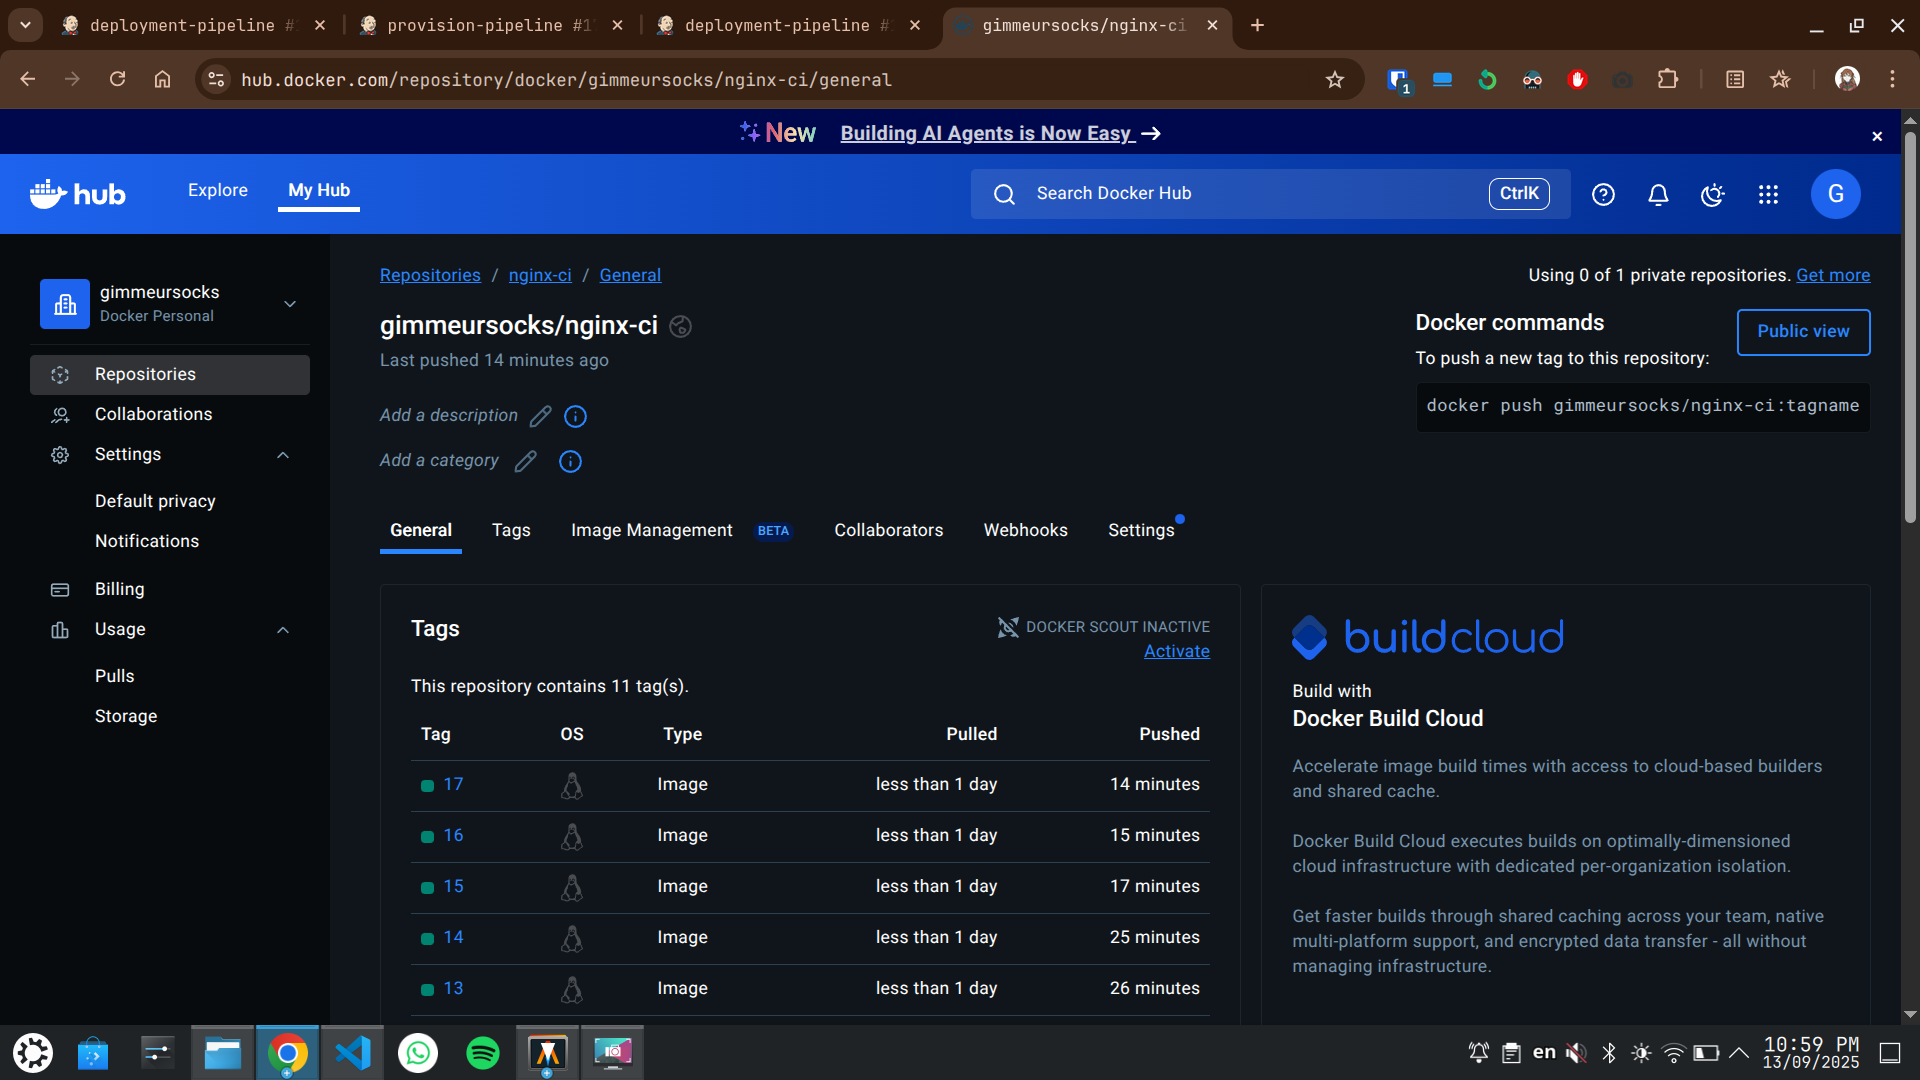 deployment-pipeline #
provision-pipeline #1
deployment-pipeline #
gimmeursocks/nginx-ci
hub.docker.com/repository/docker/gimmeursocks/nginx-ci/general
1
New Building AI Agents is Now Easy →
hub
Explore
My Hub
Search Docker Hub
CtrlK
G
gimmeursocks
Docker Personal
Repositories
Collaborations
Settings
Default privacy
Notifications
Billing
Usage
Pulls
Storage
Repositories / nginx-ci / General
Using 0 of 1 private repositories. Get more
gimmeursocks/nginx-ci
Last pushed 14 minutes ago
Add a description
Add a category
Docker commands
Public view
To push a new tag to this repository:
docker push gimmeursocks/nginx-ci:tagname
General
Tags
Image Management BETA
Collaborators
Webhooks
Settings
Tags
DOCKER SCOUT INACTIVE
Activate
This repository contains 11 tag(s).
Tag OS Type Pulled Pushed
17 Image less than 1 day 14 minutes
16 Image less than 1 day 15 minutes
15 Image less than 1 day 17 minutes
14 Image less than 1 day 25 minutes
13 Image less than 1 day 26 minutes
buildcloud
Build with
Docker Build Cloud
Accelerate image build times with access to cloud-based builders
and shared cache.
Docker Build Cloud executes builds on optimally-dimensioned
cloud infrastructure with dedicated per-organization isolation.
Get faster builds through shared caching across your team, native
multi-platform support, and encrypted data transfer - all without
managing infrastructure.
en
10:59 PM
13/09/2025